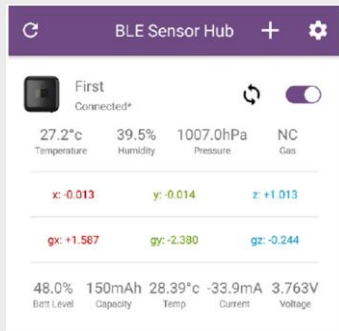 BLE Sensor Hub
First
Connected*
27.2°c 39.5% 1007.0hPa NC
Temperature Humidity Pressure Gas
x: -0.013 y: -0.014 z: +1.013
gx: +1.587 gy: -2.380 gz: -0.244
48.0% 150mAh 28.39°c -33.9mA 3.763V
Batt Level Capacity Temp Current Voltage